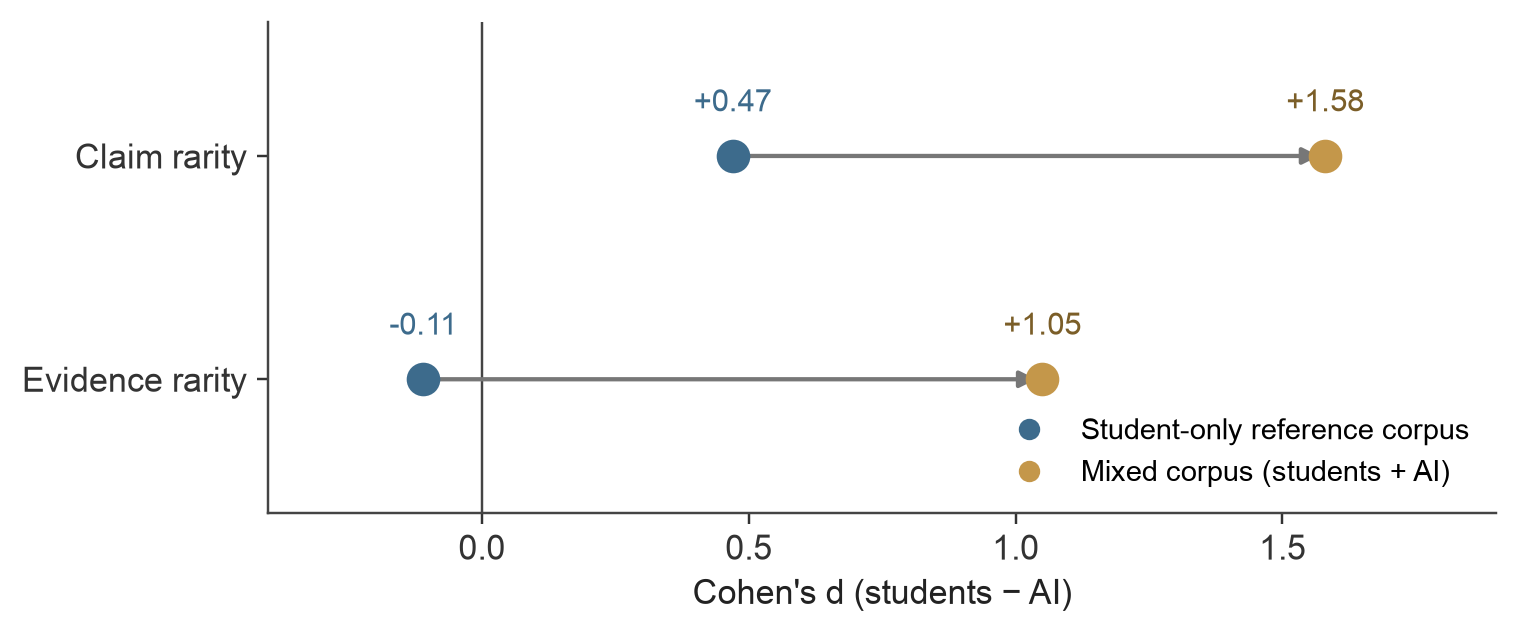 +0.47
+1.58
Claim rarity
-0.11
+1.05
Evidence rarity
Student-only reference corpus
Mixed corpus (students + AI)
0.0 0.5 1.0 1.5
Cohen's d (students − AI)